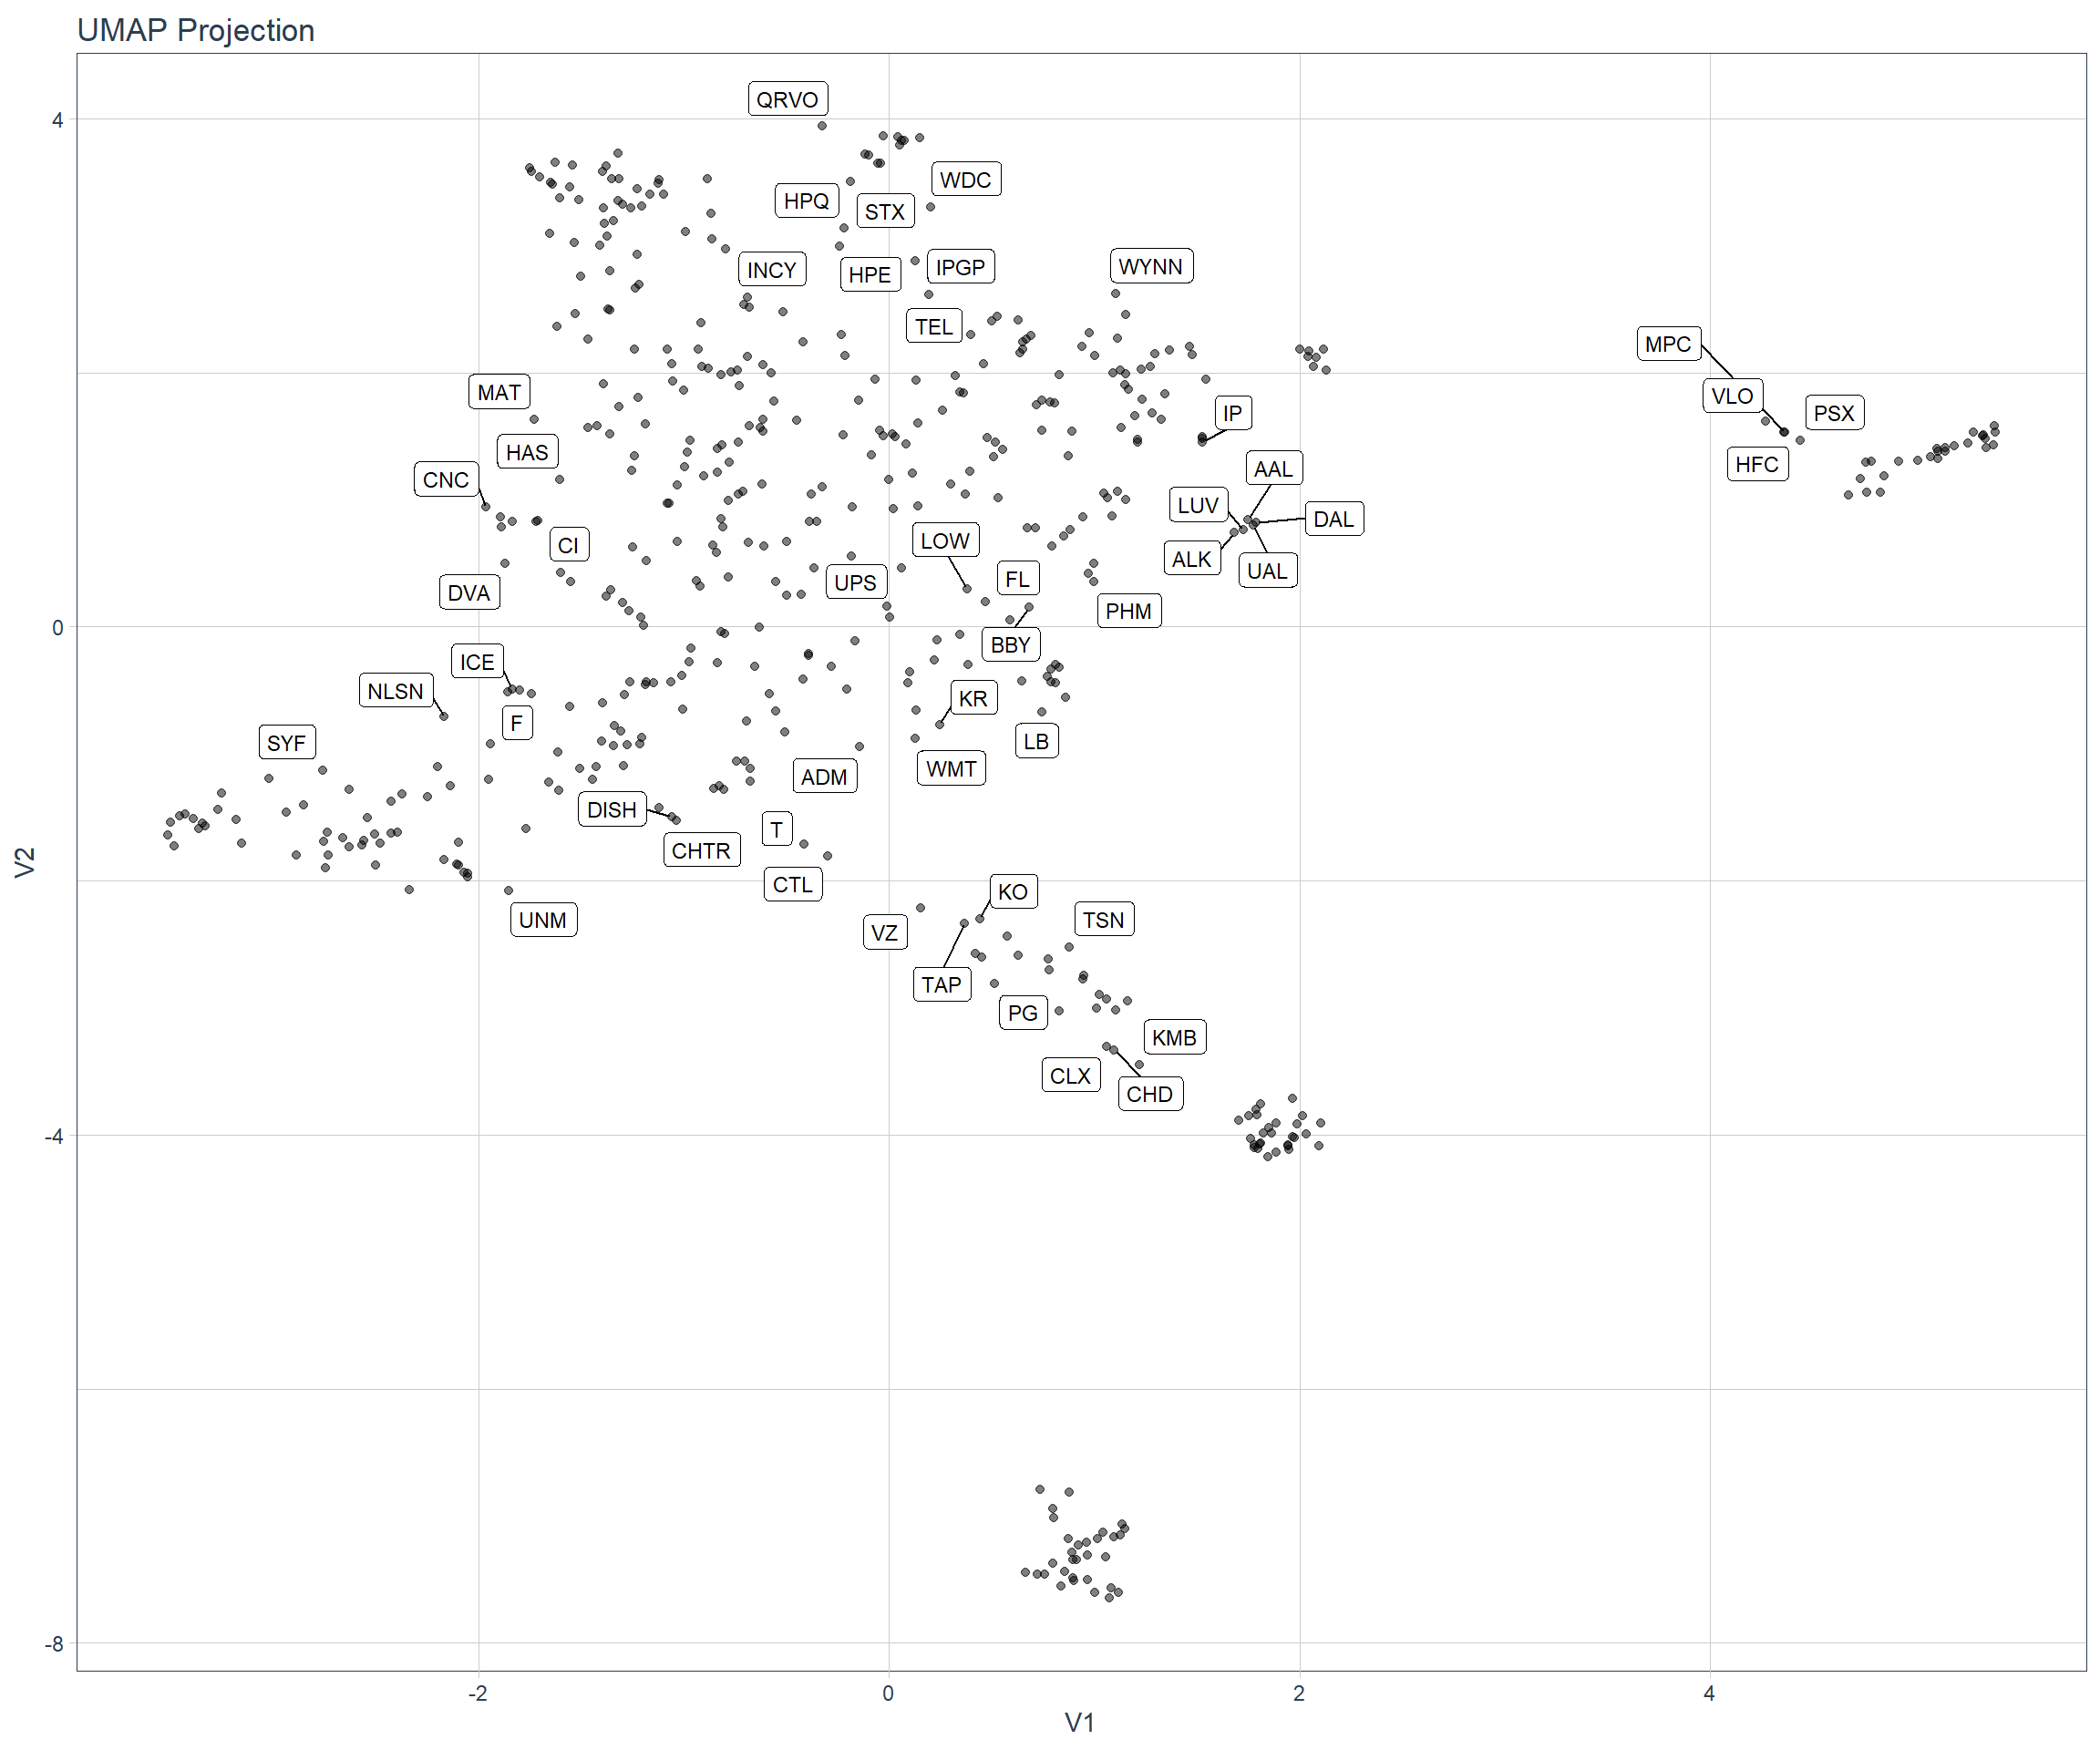 UMAP Projection
QRVO
WDC
HPQ
STX
INCY
HPE
IPGP
WYNN
TEL
MPC
MAT
VLO
IP
PSX
HAS
HFC
CNC
AAL
LUV
DAL
CI
LOW
ALK
UAL
UPS
FL
DVA
PHM
BBY
ICE
NLSN
KR
F
SYF
LB
WMT
ADM
DISH
T
CHTR
CTL
KO
UNM
TSN
VZ
TAP
PG
KMB
CLX
CHD
4
0
-4
-8
V2
-2
0
2
4
V1